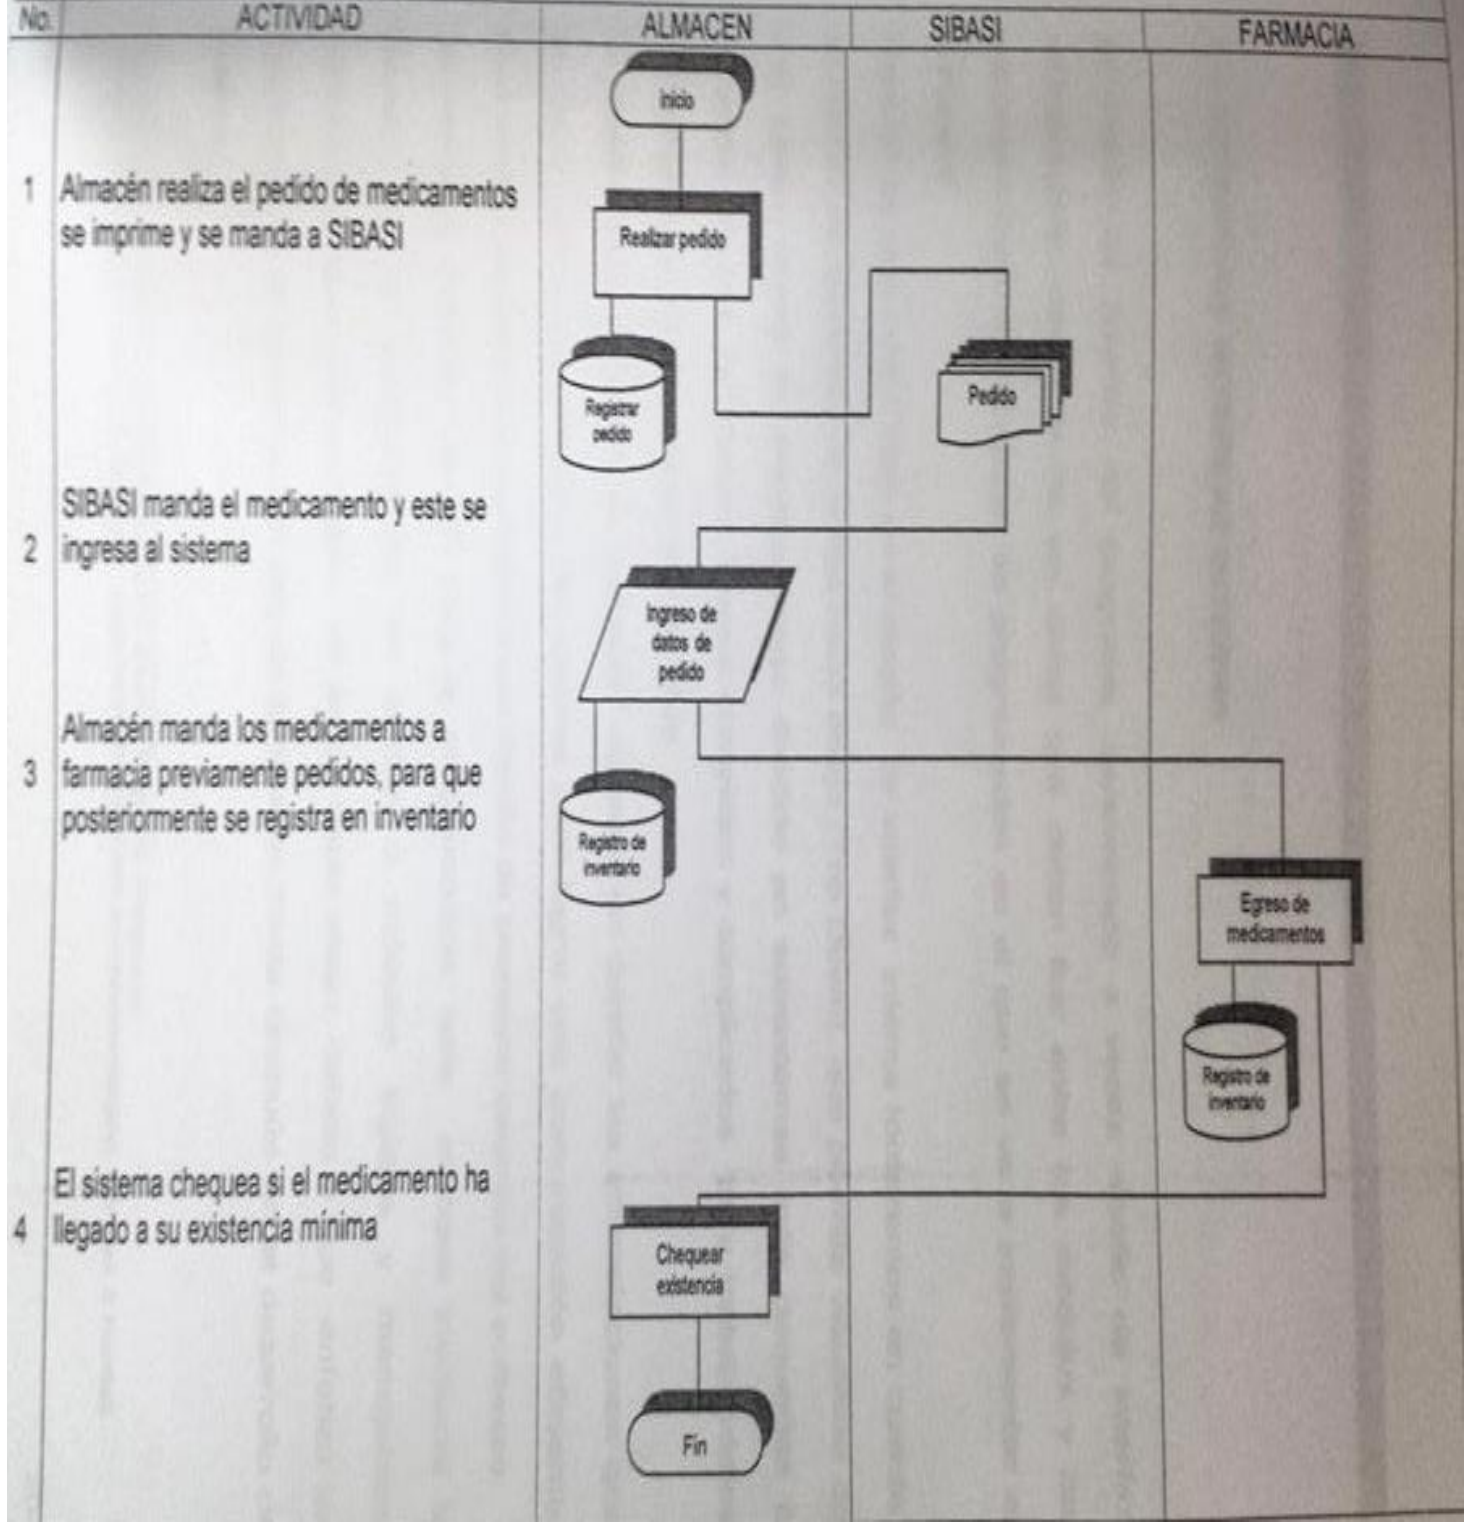 No. ACTIVIDAD ALMACEN SIBASI FARMACIA
Inicio
1 Almacén realiza el pedido de medicamentos
se imprime y se manda a SIBASI
Realizar pedido
Registrar
pedido
Pedido
SIBASI manda el medicamento y este se
2 ingresa al sistema
Ingreso de
datos de
pedido
Almacén manda los medicamentos a
3 farmacia previamente pedidos, para que
posteriormente se registra en inventario
Registro de
inventario
Egreso de
medicamentos
Registro de
inventario
El sistema chequea si el medicamento ha
4 llegado a su existencia mínima
Chequear
existencia
Fin